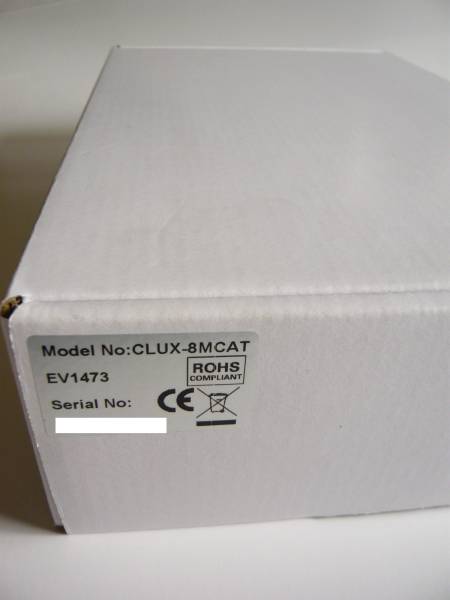 Model No:CLUX-8MCAT
EV1473
ROHS
COMPLIANT
Serial No:
CE